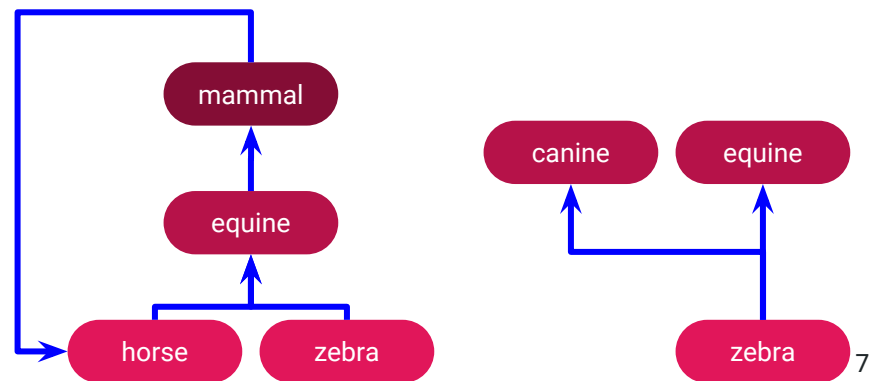 mammal
canine equine
equine
horse zebra
zebra
7